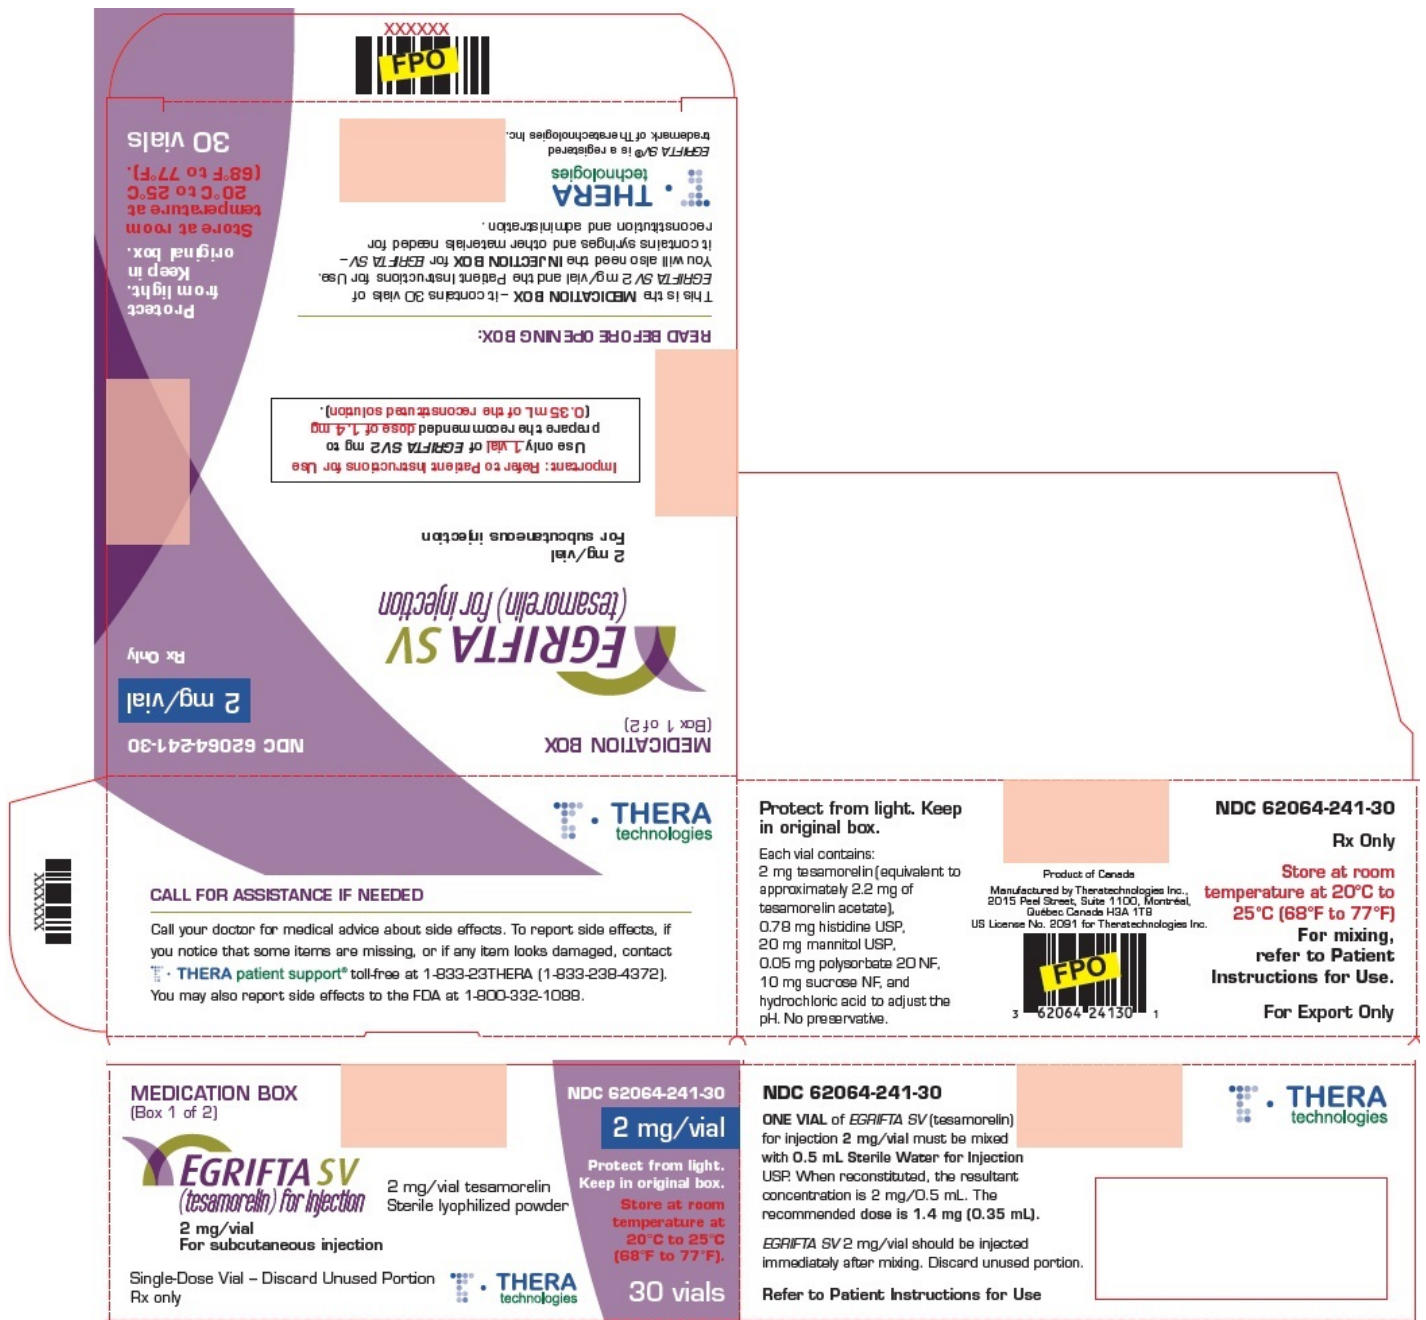 XXXXXX
FPO
MEDICATION BOX
(Box 1 of 2)
EGRIFTA SV
(tesamorelin) for injection
2 mg/vial
For subcutaneous injection
Important: Refer to Patient Instructions for Use
Use only 1 vial of EGRIFTA SV 2 mg to
prepare the recommended dose of 1.4 mg
(0.35 mL of the reconstituted solution).
READ BEFORE OPENING BOX:
This is the MEDICATION BOX – it contains 30 vials of
EGRIFTA SV 2 mg/vial and the Patient Instructions for Use.
You will also need the INJECTION BOX for EGRIFTA SV –
it contains syringes and other materials needed for
reconstitution and administration.
THERA
technologies
EGRIFTA SV® is a registered
trademark of Theratechnologies Inc.
NDC 62064-241-30
2 mg/vial
Rx Only
Protect
from light.
Keep in
original box.
Store at room
temperature at
20°C to 25°C
(68°F to 77°F).
30 vials
XXXXXX
THERA
technologies
CALL FOR ASSISTANCE IF NEEDED
Call your doctor for medical advice about side effects. To report side effects, if
you notice that some items are missing, or if any item looks damaged, contact
THERA patient support® toll-free at 1-833-23THERA (1-833-238-4372).
You may also report side effects to the FDA at 1-800-332-1088.
Protect from light. Keep
in original box.
Each vial contains:
2 mg tesamorelin (equivalent to
approximately 2.2 mg of
tesamorelin acetate),
0.78 mg histidine USP,
20 mg mannitol USP,
0.05 mg polysorbate 20 NF,
10 mg sucrose NF, and
hydrochloric acid to adjust the
pH. No preservative.
Product of Canada
Manufactured by Theratechnologies Inc.,
2015 Peel Street, Suite 1100, Montréal,
Québec Canada H3A 1T8
US License No. 2091 for Theratechnologies Inc.
FPO
3 62064 24130 1
NDC 62064-241-30
Rx Only
Store at room
temperature at 20°C to
25°C (68°F to 77°F)
For mixing,
refer to Patient
Instructions for Use.
For Export Only
MEDICATION BOX
(Box 1 of 2)
EGRIFTA SV
(tesamorelin) for injection
2 mg/vial
For subcutaneous injection
2 mg/vial tesamorelin
Sterile lyophilized powder
Single-Dose Vial – Discard Unused Portion
Rx only
THERA
technologies
NDC 62064-241-30
2 mg/vial
Protect from light.
Keep in original box.
Store at room
temperature at
20°C to 25°C
(68°F to 77°F).
30 vials
NDC 62064-241-30
ONE VIAL of EGRIFTA SV (tesamorelin)
for injection 2 mg/vial must be mixed
with 0.5 mL Sterile Water for Injection
USP. When reconstituted, the resultant
concentration is 2 mg/0.5 mL. The
recommended dose is 1.4 mg (0.35 mL).
EGRIFTA SV 2 mg/vial should be injected
immediately after mixing. Discard unused portion.
Refer to Patient Instructions for Use
THERA
technologies